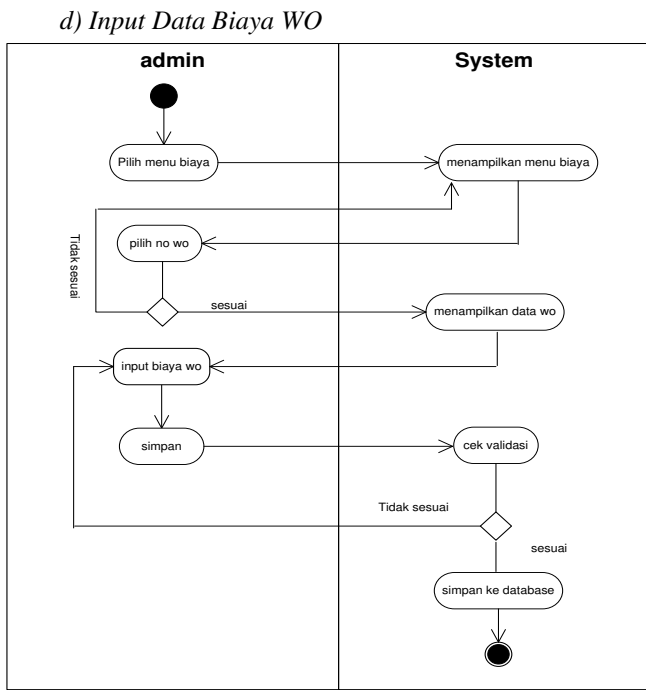 d) Input Data Biaya WO
admin
System
Pilih menu biaya
menampilkan menu biaya
Tidak sesuai
pilih no wo
sesuai
menampilkan data wo
input biaya wo
simpan
cek validasi
Tidak sesuai
sesuai
simpan ke database